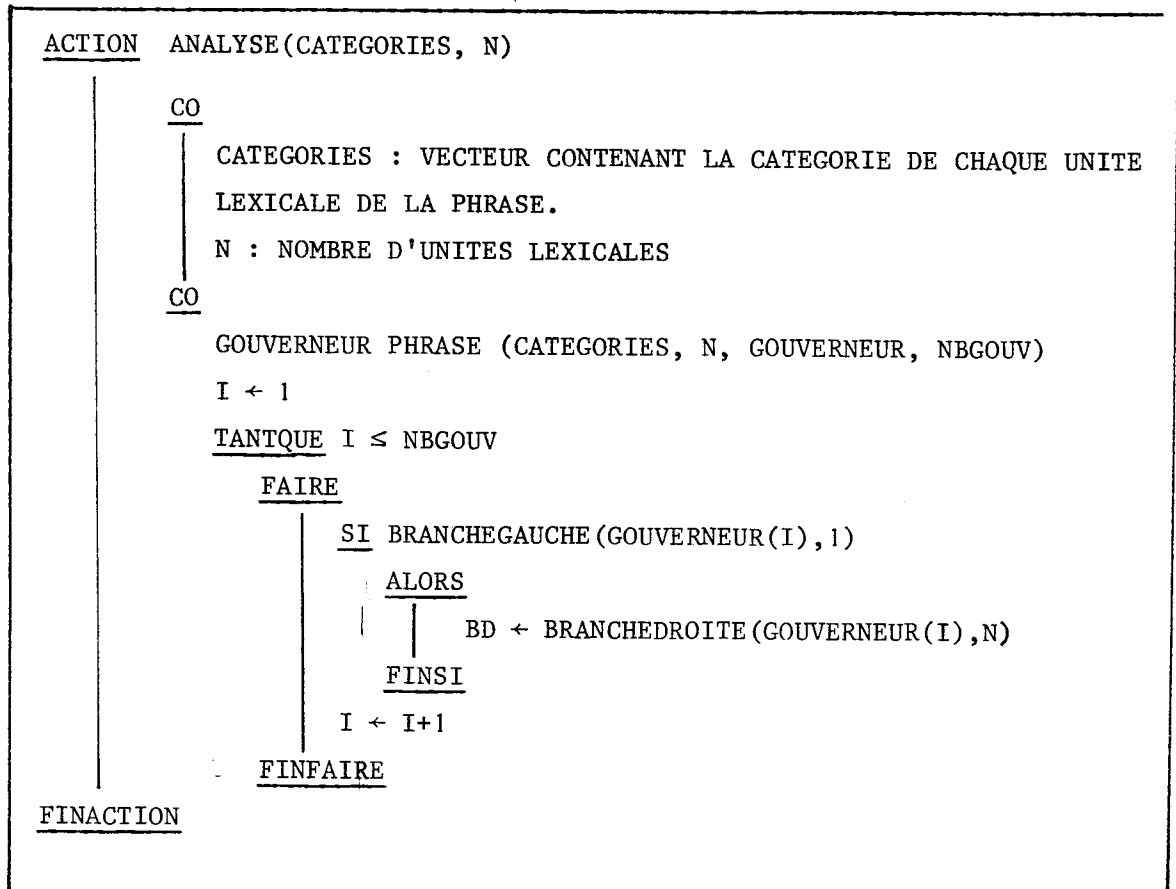 ACTION ANALYSE(CATEGORIES, N)
CO
CATEGORIES : VECTEUR CONTENANT LA CATEGORIE DE CHAQUE UNITE
LEXICALE DE LA PHRASE.
N : NOMBRE D'UNITES LEXICALES
CO
GOUVERNEUR PHRASE (CATEGORIES, N, GOUVERNEUR, NBGOUV)
I ← 1
TANTQUE I ≤ NBGOUV
FAIRE
SI BRANCHEGAUCHE(GOUVERNEUR(I),1)
ALORS
BD ← BRANCHEDROITE(GOUVERNEUR(I),N)
FINSI
I ← I+1
FINFAIRE
FINACTION